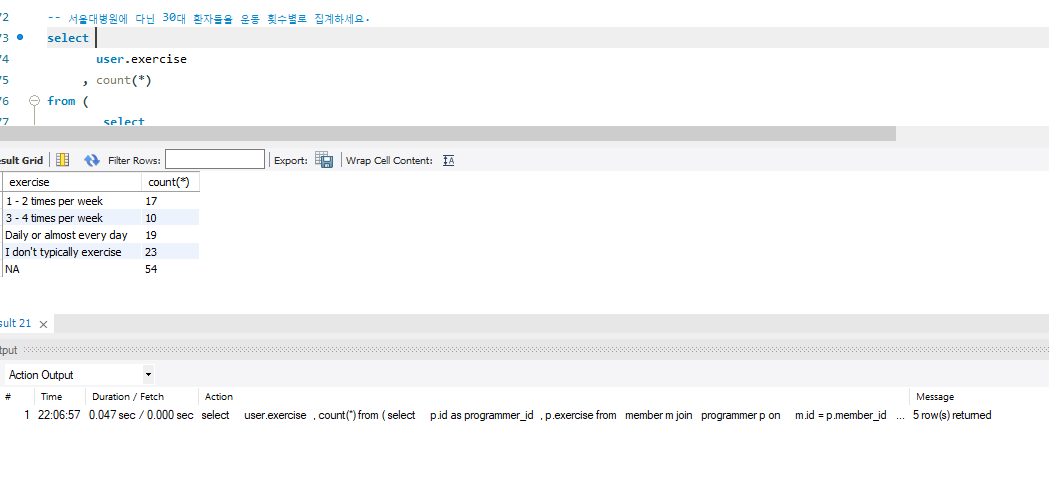 72 -- 서울대병원에 다닌 30대 환자들을 운동 횟수별로 집계하세요.
73 select
74 user.exercise
75 , count(*)
76 from (
77 select
sult Grid Filter Rows: Export: Wrap Cell Content:
exercise count(*)
1 - 2 times per week 17
3 - 4 times per week 10
Daily or almost every day 19
I don't typically exercise 23
NA 54
sult 21
tput
Action Output
# Time Duration / Fetch Action Message
1 22:06:57 0.047 sec / 0.000 sec select user.exercise , count(*) from ( select p.id as programmer_id , p.exercise from member m join programmer p on m.id = p.member_id ... 5 row(s) returned